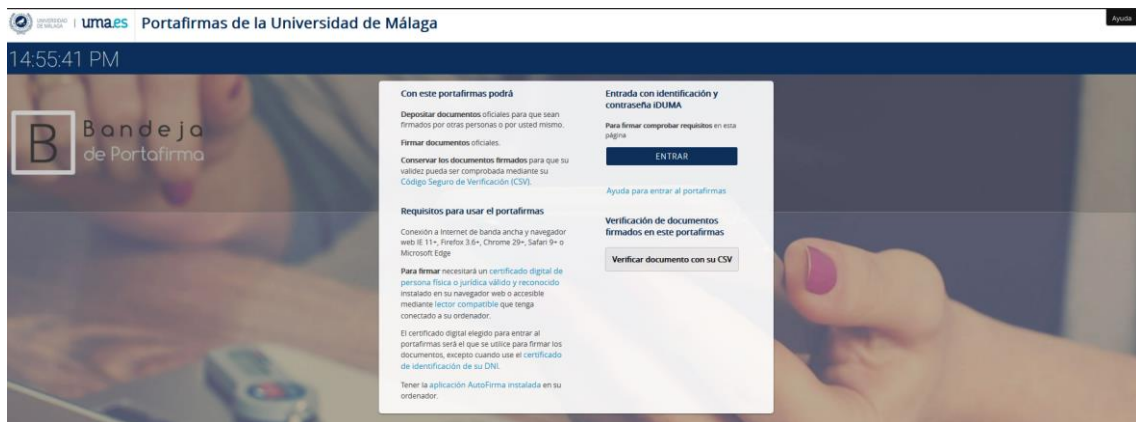 UNIVERSIDAD
DE MÁLAGA
uma.es
Portafirmas de la Universidad de Málaga
Ayuda
14:55:41 PM
B
Bandeja
de Portafirma
Con este portafirmas podrá
Depositar documentos oficiales para que sean
firmados por otras personas o por usted mismo.
Firmar documentos oficiales.
Conservar los documentos firmados para que su
validez pueda ser comprobada mediante su
Código Seguro de Verificación (CSV).
Requisitos para usar el portafirmas
Conexión a Internet de banda ancha y navegador
web IE 11+, Firefox 3.6+, Chrome 29+, Safari 9+ o
Microsoft Edge
Para firmar necesitará un certificado digital de
persona física o jurídica válido y reconocido
instalado en su navegador web o accesible
mediante lector compatible que tenga
conectado a su ordenador.
El certificado digital elegido para entrar al
portafirmas será el que se utilice para firmar los
documentos, excepto cuando use el certificado
de identificación de su DNI.
Tener la aplicación AutoFirma instalada en su
ordenador.
Entrada con identificación y
contraseña iDUMA
Para firmar comprobar requisitos en esta
página
ENTRAR
Ayuda para entrar al portafirmas
Verificación de documentos
firmados en este portafirmas
Verificar documento con su CSV